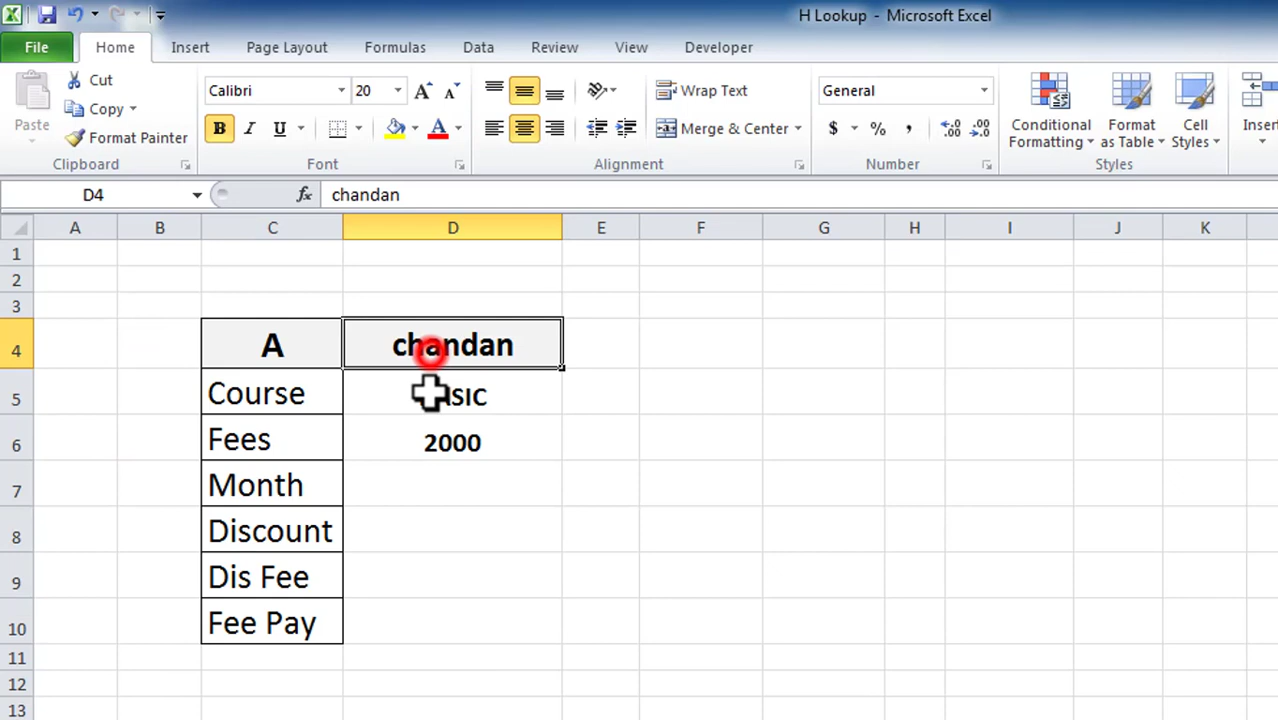 H Lookup - Microsoft Excel
File Home Insert Page Layout Formulas Data Review View Developer
Paste
Cut
Copy
Format Painter
Clipboard
Calibri 20
B I U
Font
Wrap Text
Merge & Center
Alignment
General
$ % ,
Number
Conditional Formatting
Format as Table
Cell Styles
Styles
Insert
D4 fx chandan
A B C D E F G H I J K
1
2
3
4 A chandan
5 Course
6 Fees 2000
7 Month
8 Discount
9 Dis Fee
10 Fee Pay
11
12
13